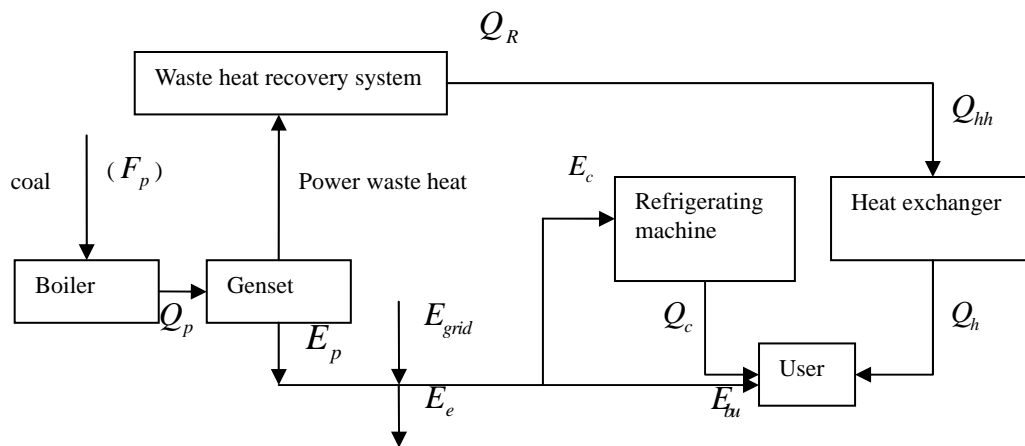 Q_R
Waste heat recovery system
Q_hh
coal
(F_p)
Power waste heat
E_c
Refrigerating
machine
Heat exchanger
Boiler
Q_p
Genset
E_p
E_grid
E_e
Q_c
Q_h
User
E_bu